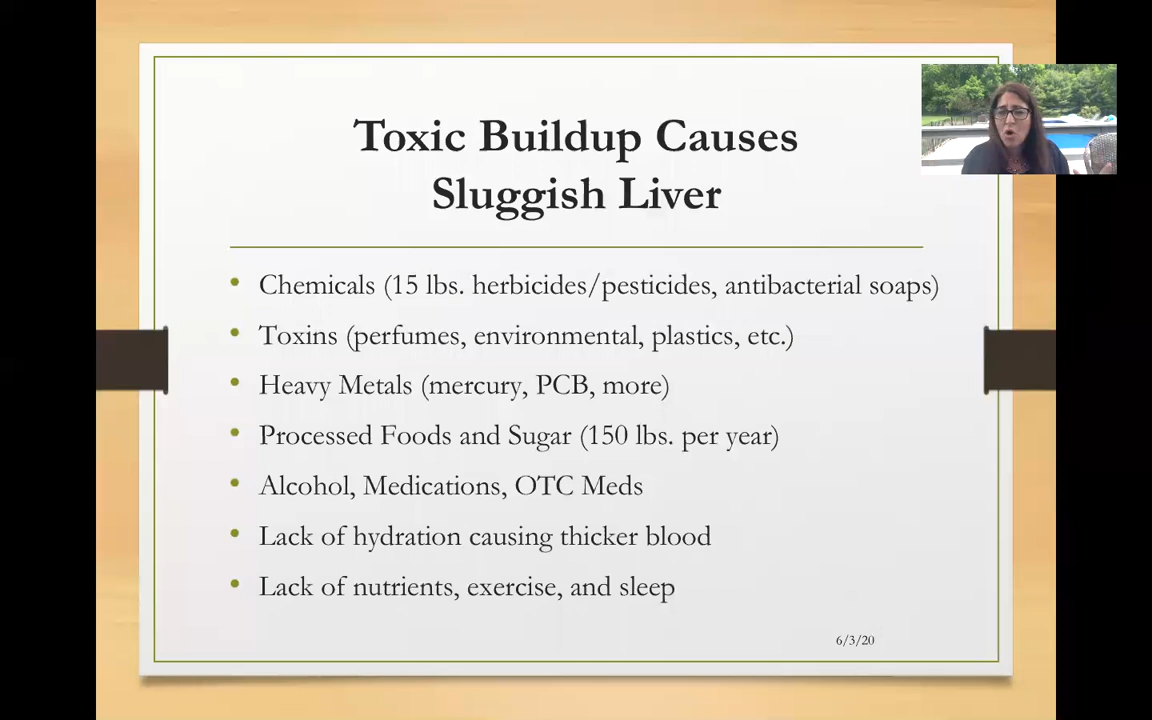 Toxic Buildup Causes
Sluggish Liver
• Chemicals (15 lbs. herbicides/pesticides, antibacterial soaps)
• Toxins (perfumes, environmental, plastics, etc.)
• Heavy Metals (mercury, PCB, more)
• Processed Foods and Sugar (150 lbs. per year)
• Alcohol, Medications, OTC Meds
• Lack of hydration causing thicker blood
• Lack of nutrients, exercise, and sleep
6/3/20